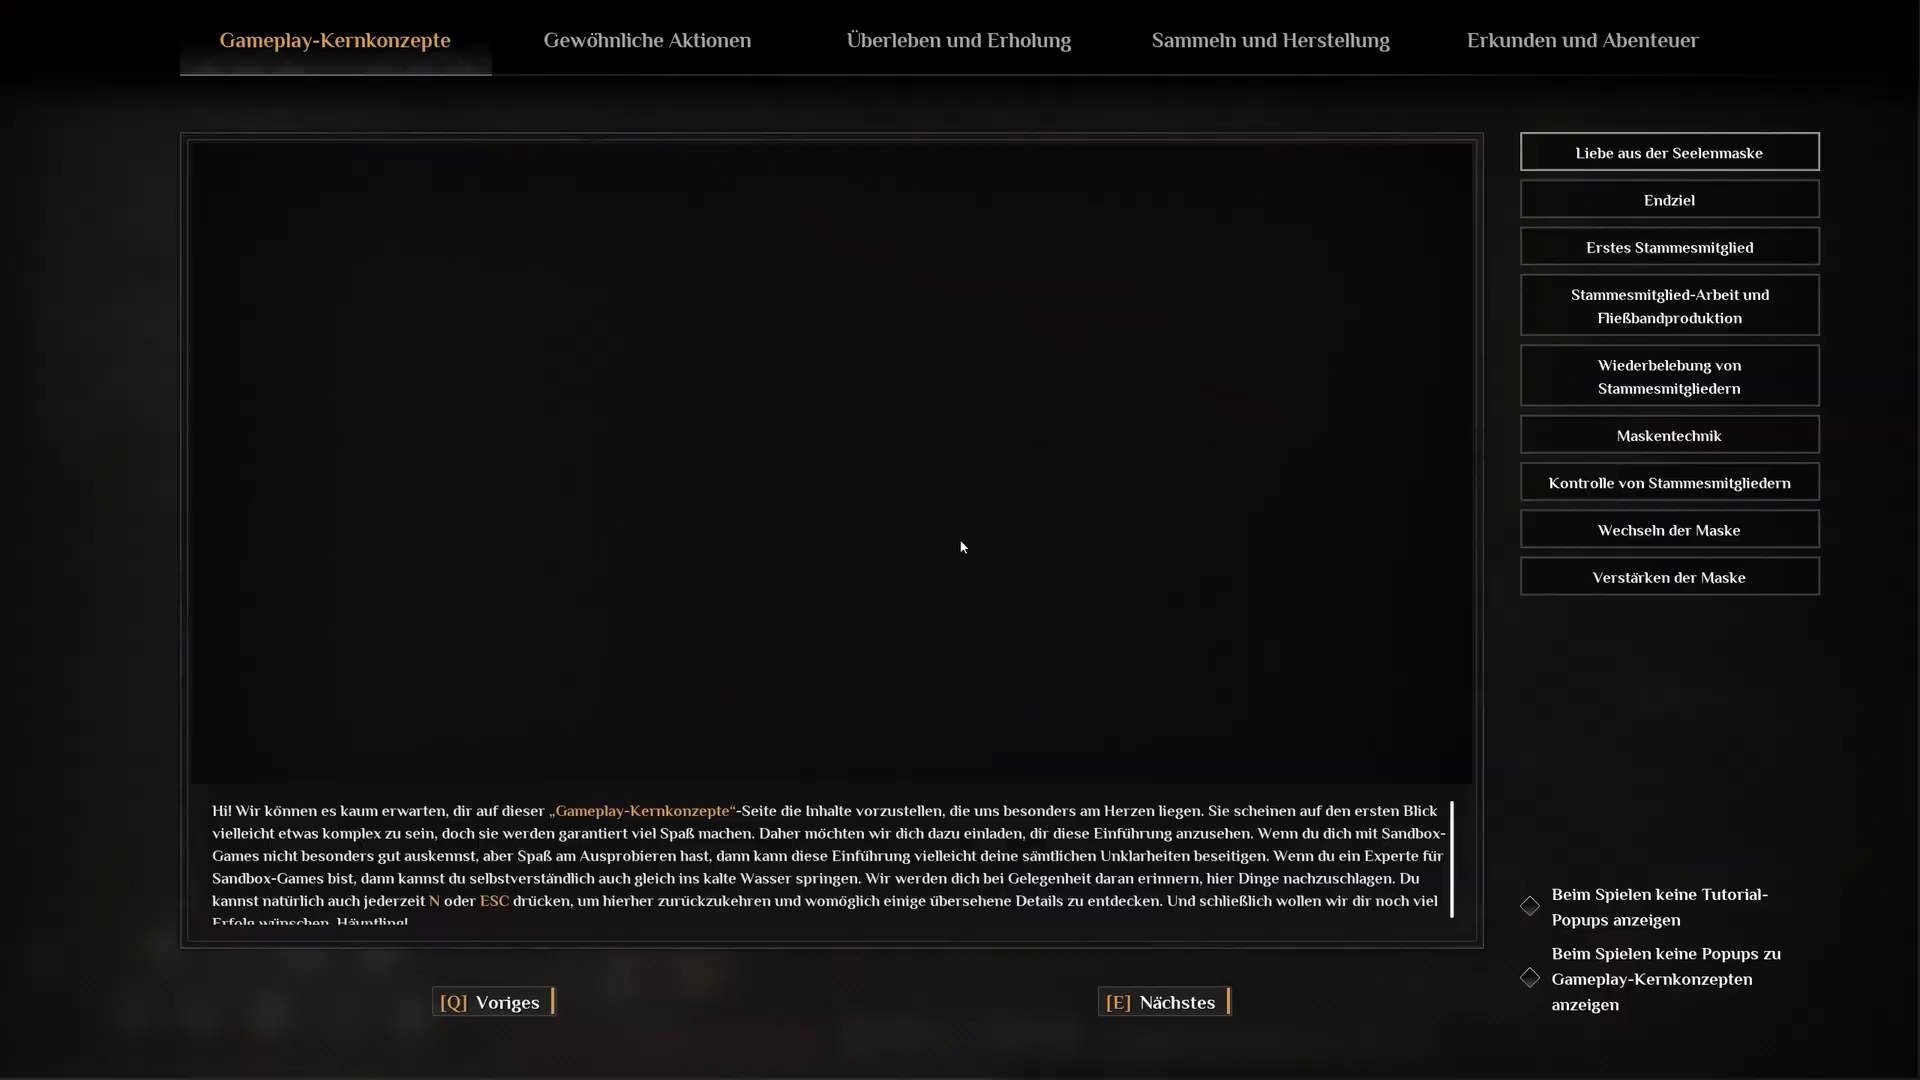 Gameplay-Kernkonzepte
Gewöhnliche Aktionen
Überleben und Erholung
Sammeln und Herstellung
Erkunden und Abenteuer
Liebe aus der Seelenmaske
Endziel
Erstes Stammesmitglied
Stammesmitglied-Arbeit und
Fließbandproduktion
Wiederbelebung von
Stammesmitgliedern
Maskentechnik
Kontrolle von Stammesmitgliedern
Wechseln der Maske
Verstärken der Maske
Hi! Wir können es kaum erwarten, dir auf dieser „Gameplay-Kernkonzepte“-Seite die Inhalte vorzustellen, die uns besonders am Herzen liegen. Sie scheinen auf den ersten Blick
vielleicht etwas komplex zu sein, doch sie werden garantiert viel Spaß machen. Daher möchten wir dich dazu einladen, dir diese Einführung anzusehen. Wenn du dich mit Sandbox-
Games nicht besonders gut auskennst, aber Spaß am Ausprobieren hast, dann kann diese Einführung vielleicht deine sämtlichen Unklarheiten beseitigen. Wenn du ein Experte für
Sandbox-Games bist, dann kannst du selbstverständlich auch gleich ins kalte Wasser springen. Wir werden dich bei Gelegenheit daran erinnern, hier Dinge nachzuschlagen. Du
kannst natürlich auch jederzeit N oder ESC drücken, um hierher zurückzukehren und womöglich einige übersehene Details zu entdecken. Und schließlich wollen wir dir noch viel
Erfolg wünschen, Häuptling!
Beim Spielen keine Tutorial-
Popups anzeigen
Beim Spielen keine Popups zu
Gameplay-Kernkonzepten
anzeigen
[Q] Voriges
[E] Nächstes